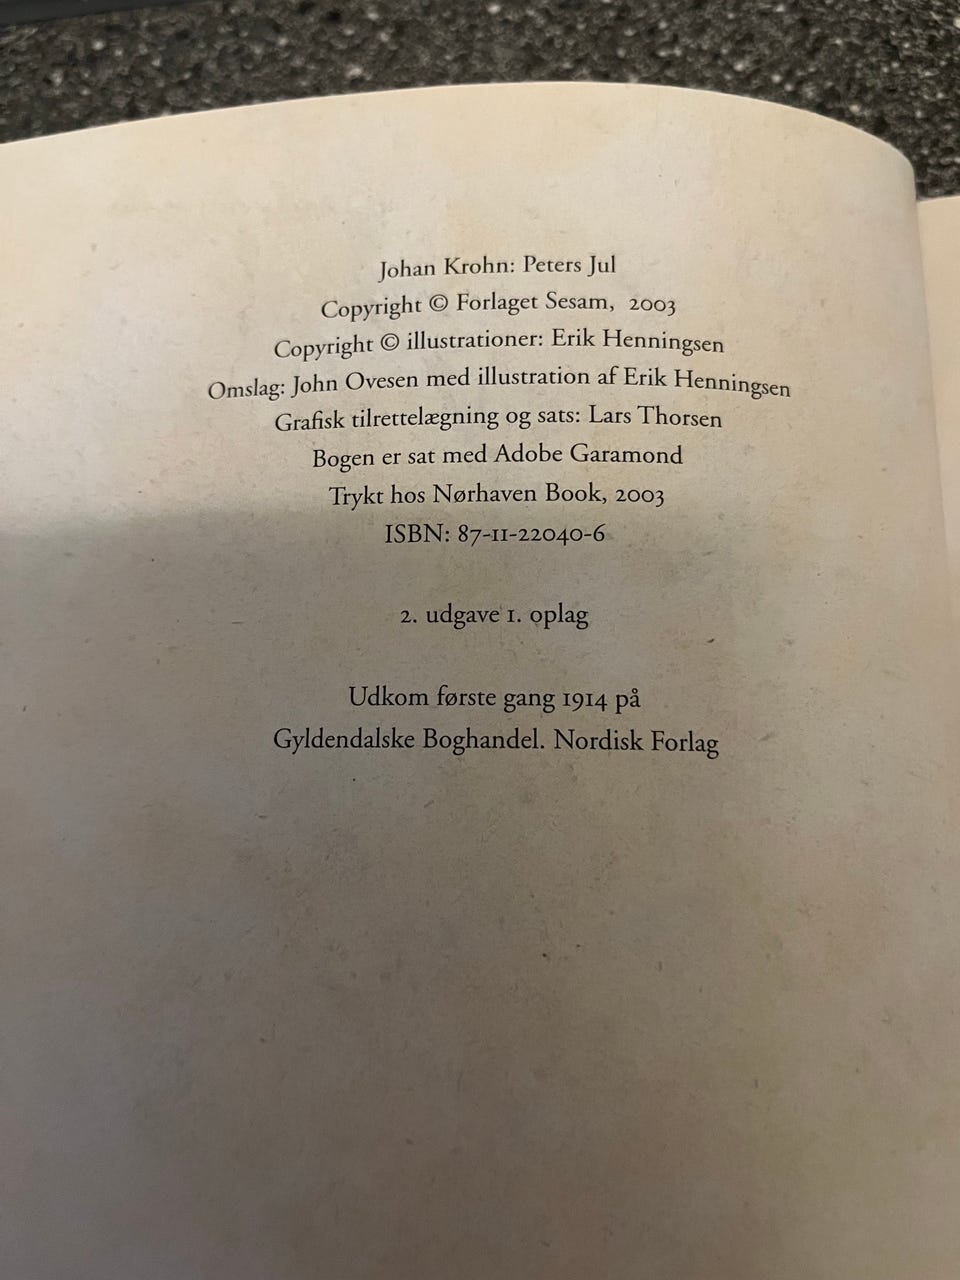 Johan Krohn: Peters Jul
Copyright © Forlaget Sesam, 2003
Copyright © illustrationer: Erik Henningsen
Omslag: John Ovesen med illustration af Erik Henningsen
Grafisk tilrettelægning og sats: Lars Thorsen
Bogen er sat med Adobe Garamond
Trykt hos Nørhaven Book, 2003
ISBN: 87-11-22040-6
2. udgave 1. oplag
Udkom første gang 1914 på
Gyldendalske Boghandel. Nordisk Forlag